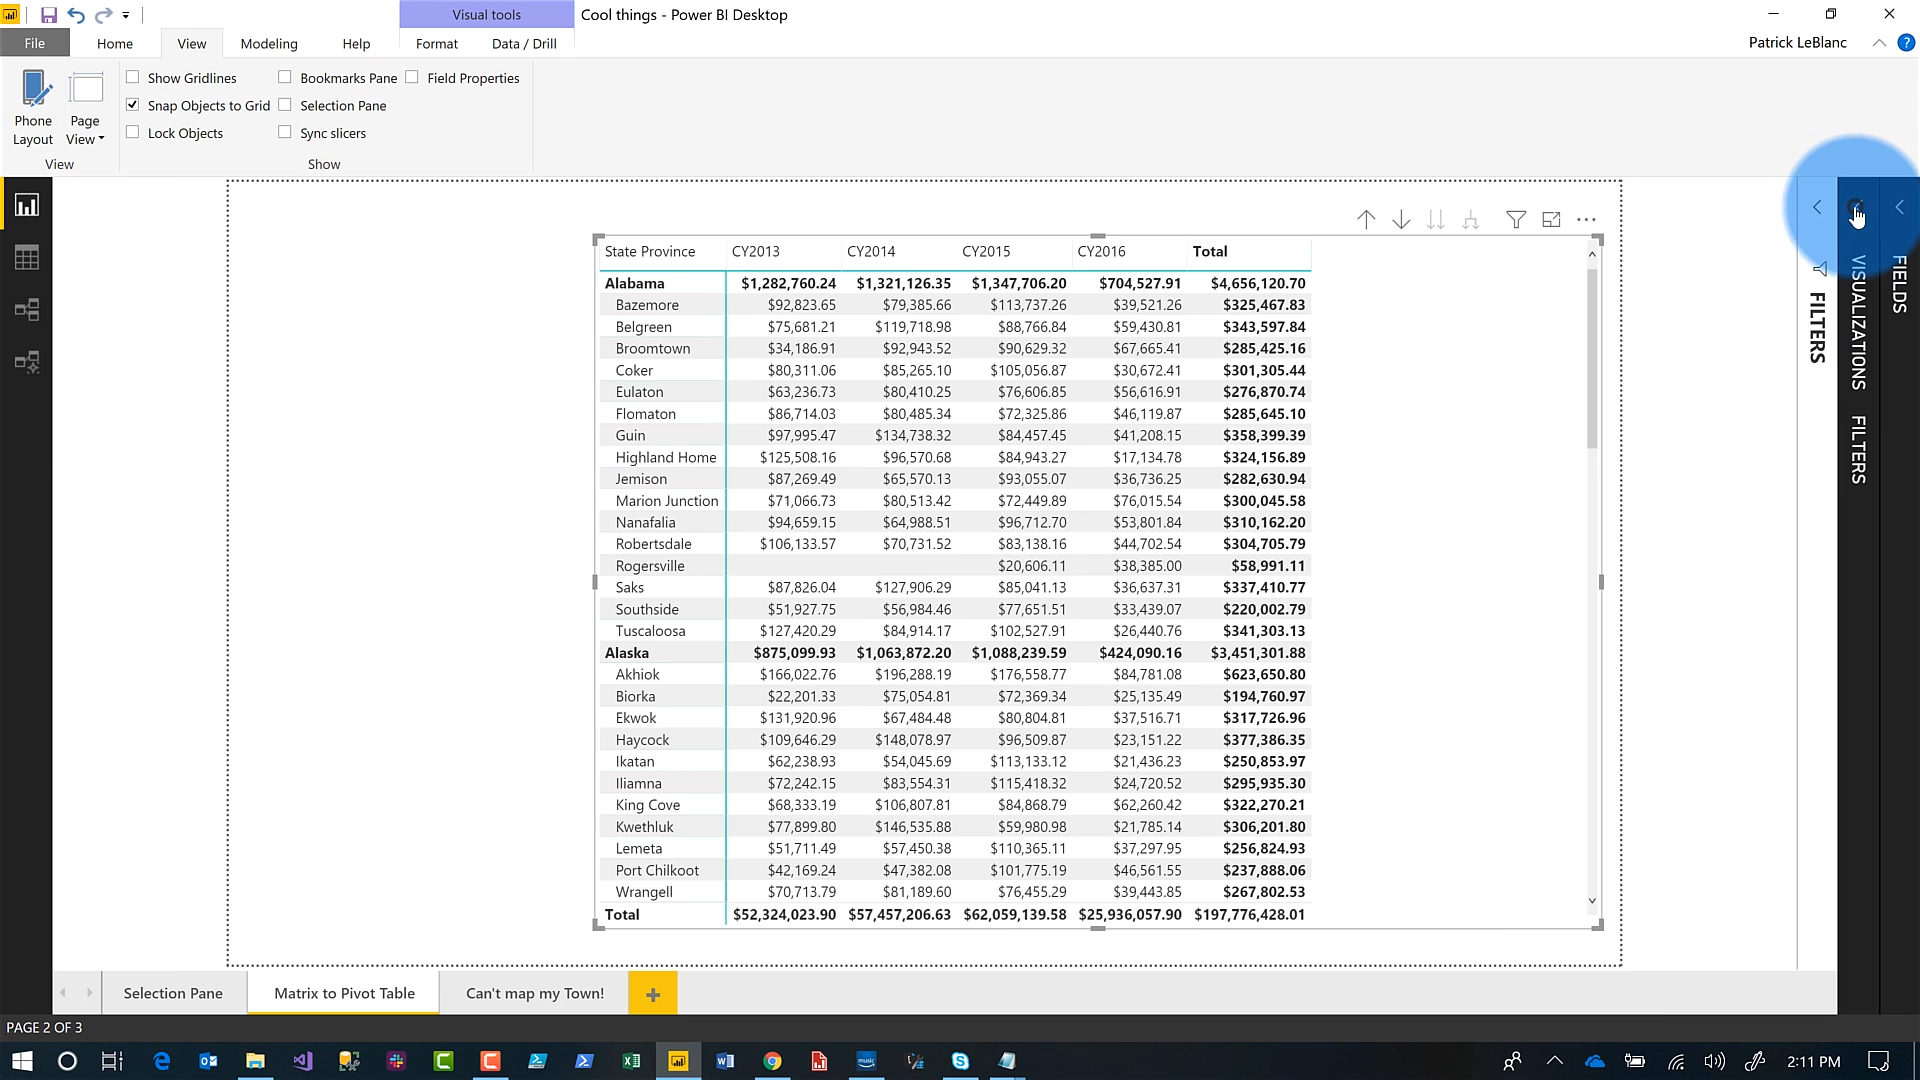 Visual tools
Cool things - Power BI Desktop
File Home View Modeling Help Format Data / Drill
Patrick LeBlanc
?
Show Gridlines Bookmarks Pane Field Properties
Snap Objects to Grid Selection Pane
Lock Objects Sync slicers
Phone Layout
Page View
View
Show
State Province CY2013 CY2014 CY2015 CY2016 Total
Alabama $1,282,760.24 $1,321,126.35 $1,347,706.20 $704,527.91 $4,656,120.70
Bazemore $92,823.65 $79,385.66 $113,737.26 $39,521.26 $325,467.83
Belgreen $75,681.21 $119,718.98 $88,766.84 $59,430.81 $343,597.84
Broomtown $34,186.91 $92,943.52 $90,629.32 $67,665.41 $285,425.16
Coker $80,311.06 $85,265.10 $105,056.87 $30,672.41 $301,305.44
Eulaton $63,236.73 $80,410.25 $76,606.85 $56,616.91 $276,870.74
Flomaton $86,714.03 $80,485.34 $72,325.86 $46,119.87 $285,645.10
Guin $97,995.47 $134,738.32 $84,457.45 $41,208.15 $358,399.39
Highland Home $125,508.16 $96,570.68 $84,943.27 $17,134.78 $324,156.89
Jemison $87,269.49 $65,570.13 $93,055.07 $36,736.25 $282,630.94
Marion Junction $71,066.73 $80,513.42 $72,449.89 $76,015.54 $300,045.58
Nanafalia $94,659.15 $64,988.51 $96,712.70 $53,801.84 $310,162.20
Robertsdale $106,133.57 $70,731.52 $83,138.16 $44,702.54 $304,705.79
Rogersville $20,606.11 $38,385.00 $58,991.11
Saks $87,826.04 $127,906.29 $85,041.13 $36,637.31 $337,410.77
Southside $51,927.75 $56,984.46 $77,651.51 $33,439.07 $220,002.79
Tuscaloosa $127,420.29 $84,914.17 $102,527.91 $26,440.76 $341,303.13
Alaska $875,099.93 $1,063,872.20 $1,088,239.59 $424,090.16 $3,451,301.88
Akhiok $166,022.76 $196,288.19 $176,558.77 $84,781.08 $623,650.80
Biorka $22,201.33 $75,054.81 $72,369.34 $25,135.49 $194,760.97
Ekwok $131,920.96 $67,484.48 $80,804.81 $37,516.71 $317,726.96
Haycock $109,646.29 $148,078.97 $96,509.87 $23,151.22 $377,386.35
Ikatan $62,238.93 $54,045.69 $113,133.12 $21,436.23 $250,853.97
Iliamna $72,242.15 $83,554.31 $115,418.32 $24,720.52 $295,935.30
King Cove $68,333.19 $106,807.81 $84,868.79 $62,260.42 $322,270.21
Kwethluk $77,899.80 $146,535.88 $59,980.98 $21,785.14 $306,201.80
Lemeta $51,711.49 $57,450.38 $110,365.11 $37,297.95 $256,824.93
Port Chilkoot $42,169.24 $47,382.08 $101,775.19 $46,561.55 $237,888.06
Wrangell $70,713.79 $81,189.60 $76,455.29 $39,443.85 $267,802.53
Total $52,324,023.90 $57,457,206.63 $62,059,139.58 $25,936,057.90 $197,776,428.01
FILTERS
VISUALIZATIONS FILTERS
FIELDS
Selection Pane Matrix to Pivot Table Can't map my Town! +
PAGE 2 OF 3
2:11 PM